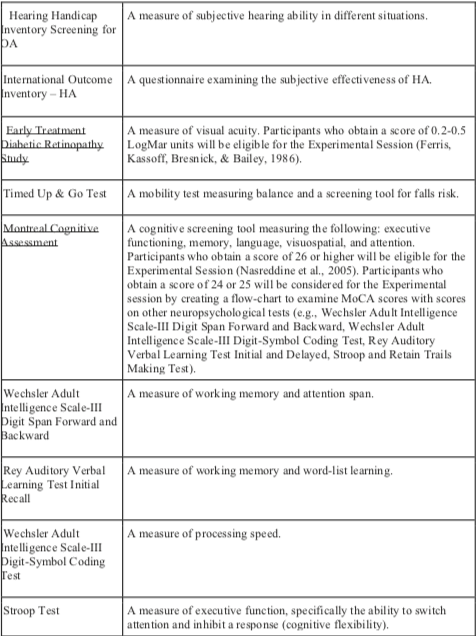 Hearing Handicap
Inventory Screening for
OA
A measure of subjective hearing ability in different situations.
International Outcome
Inventory – HA
A questionnaire examining the subjective effectiveness of HA.
Early Treatment
Diabetic Retinopathy
Study
A measure of visual acuity. Participants who obtain a score of 0.2-0.5
LogMar units will be eligible for the Experimental Session (Ferris,
Kassoff, Bresnick, & Bailey, 1986).
Timed Up & Go Test
A mobility test measuring balance and a screening tool for falls risk.
Montreal Cognitive
Assessment
A cognitive screening tool measuring the following: executive
functioning, memory, language, visuospatial, and attention.
Participants who obtain a score of 26 or higher will be eligible for the
Experimental Session (Nasreddine et al., 2005). Participants who
obtain a score of 24 or 25 will be considered for the Experimental
session by creating a flow-chart to examine MoCA scores with scores
on other neuropsychological tests (e.g., Wechsler Adult Intelligence
Scale-III Digit Span Forward and Backward, Wechsler Adult
Intelligence Scale-III Digit-Symbol Coding Test, Rey Auditory
Verbal Learning Test Initial and Delayed, Stroop and Retain Trails
Making Test).
Wechsler Adult
Intelligence Scale-III
Digit Span Forward and
Backward
A measure of working memory and attention span.
Rey Auditory Verbal
Learning Test Initial
Recall
A measure of working memory and word-list learning.
Wechsler Adult
Intelligence Scale-III
Digit-Symbol Coding
Test
A measure of processing speed.
Stroop Test
A measure of executive function, specifically the ability to switch
attention and inhibit a response (cognitive flexibility).